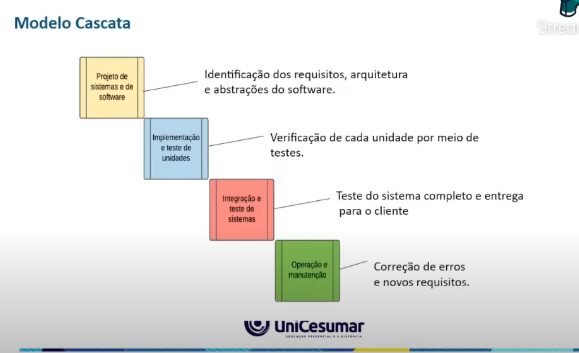 Modelo Cascata
Projeto de
sistemas e de
software
Identificação dos requisitos, arquitetura
e abstrações do software.
Implementação
e teste de
unidades
Verificação de cada unidade por meio de
testes.
Integração e
teste de
sistemas
Teste do sistema completo e entrega
para o cliente
Operação e
manutenção
Correção de erros
e novos requisitos.
UniCesumar
EDUCAÇÃO PRESENCIAL E A DISTÂNCIA